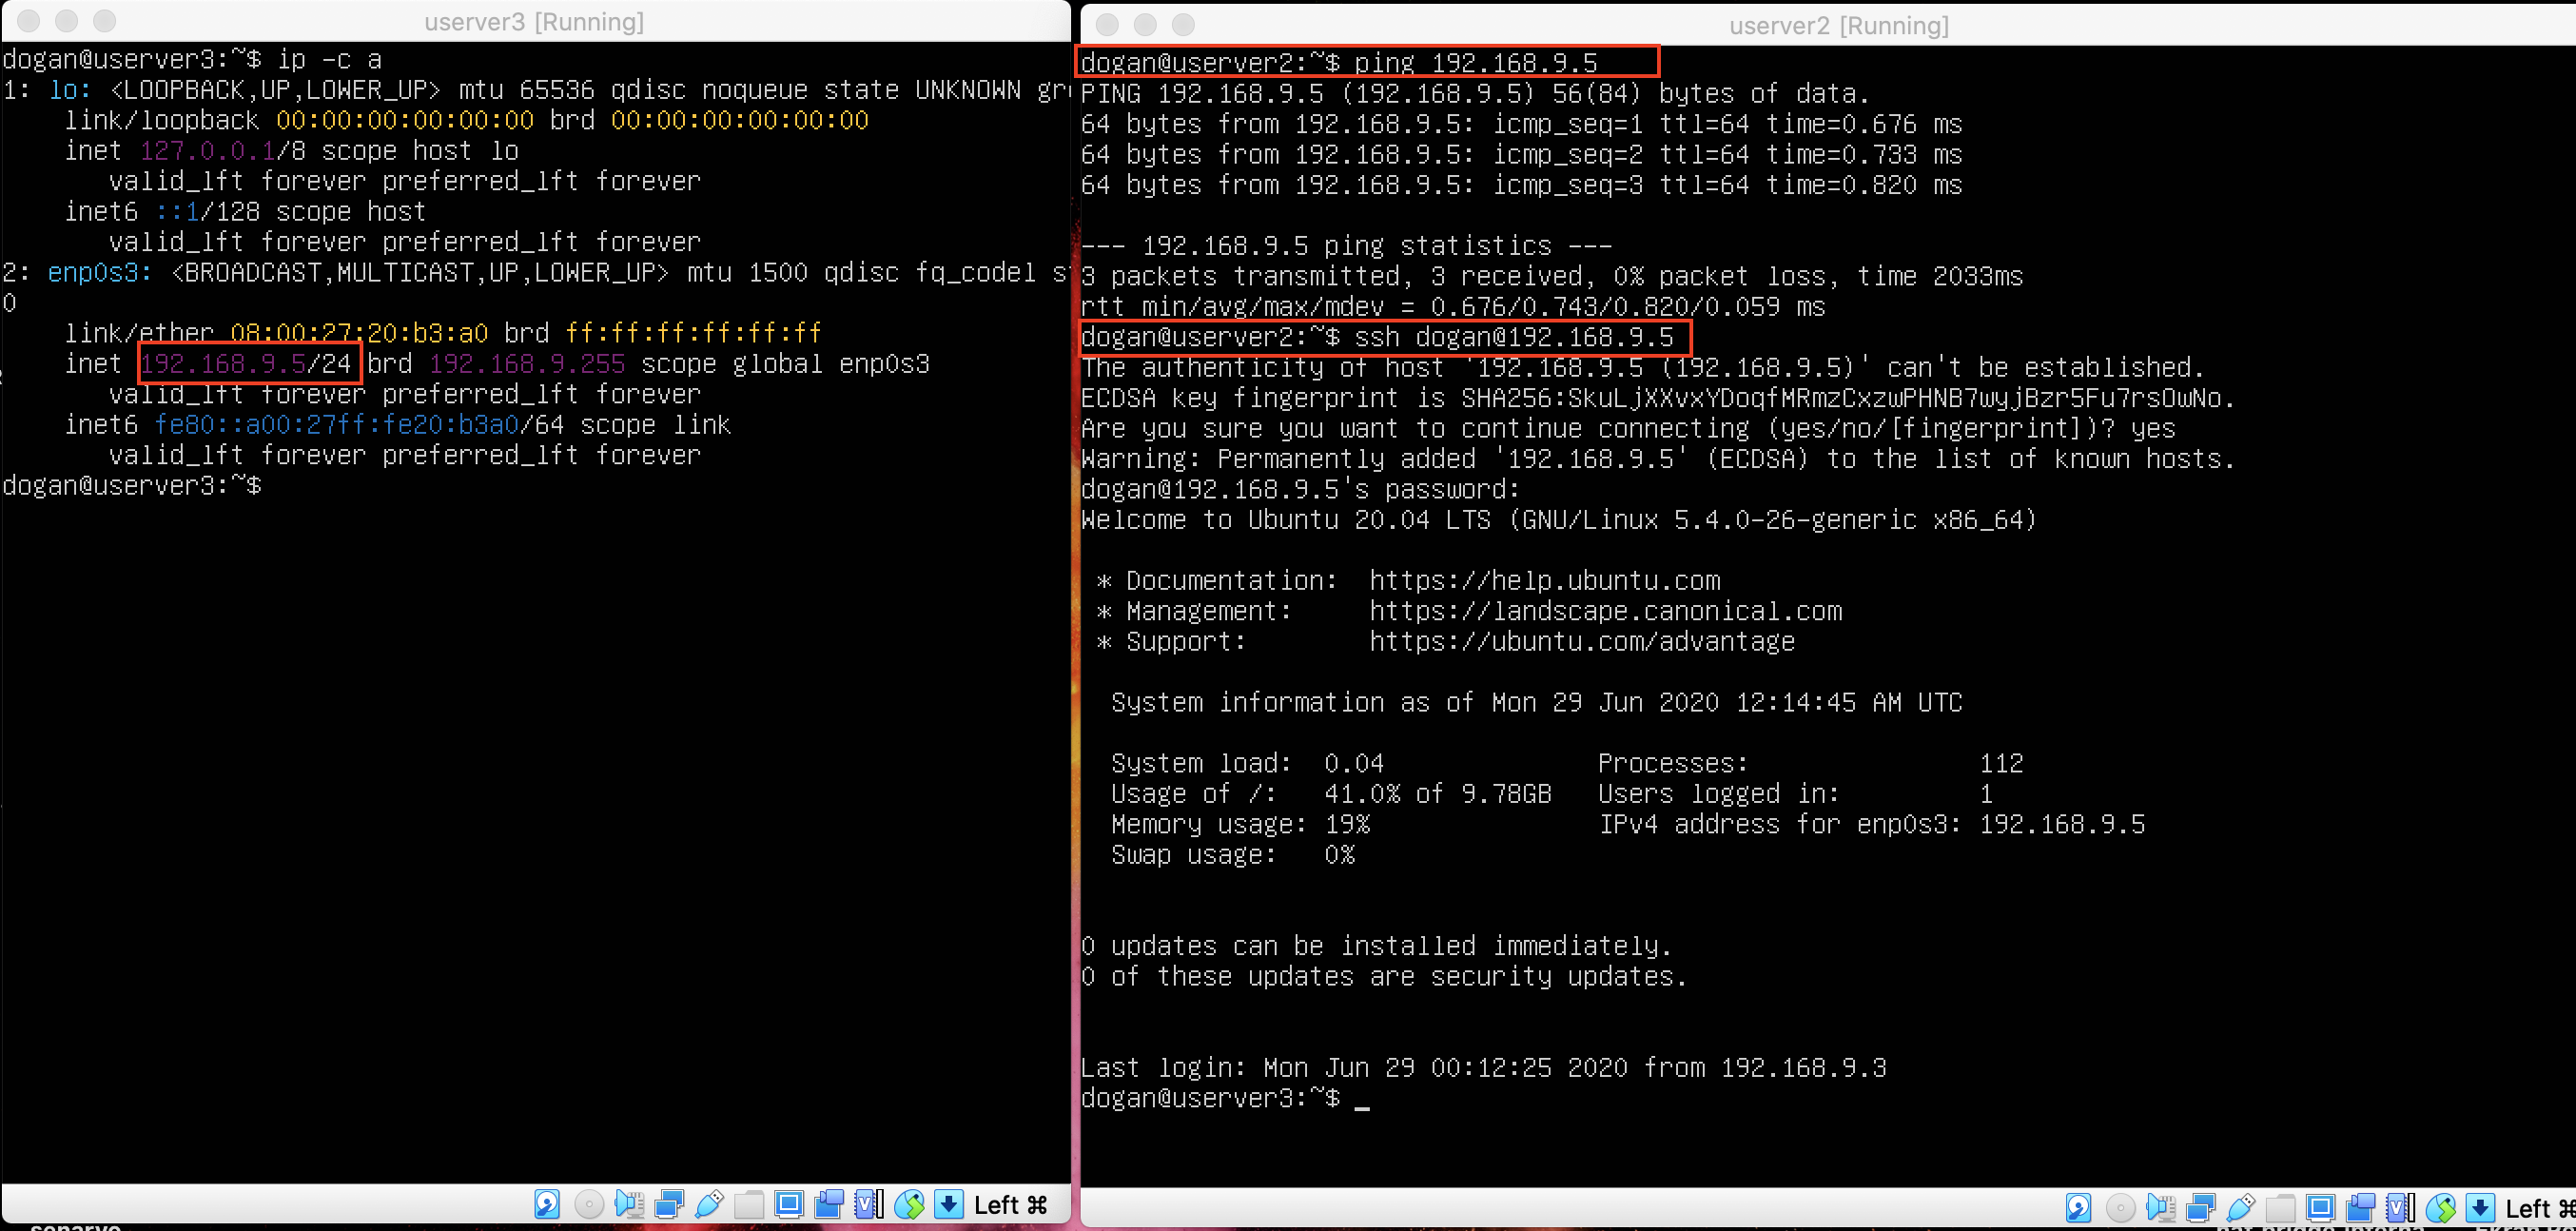 userver3 [Running]
dogan@userver3:~$ ip -c a
1: lo: <LOOPBACK,UP,LOWER_UP> mtu 65536 qdisc noqueue state UNKNOWN gr
link/loopback 00:00:00:00:00:00 brd 00:00:00:00:00:00
inet 127.0.0.1/8 scope host lo
valid_lft forever preferred_lft forever
inet6 ::1/128 scope host
valid_lft forever preferred_lft forever
2: enp0s3: <BROADCAST,MULTICAST,UP,LOWER_UP> mtu 1500 qdisc fq_codel s
0
link/ether 08:00:27:20:b3:a0 brd ff:ff:ff:ff:ff:ff
inet 192.168.9.5/24 brd 192.168.9.255 scope global enp0s3
valid_lft forever preferred_lft forever
inet6 fe80::a00:27ff:fe20:b3a0/64 scope link
valid_lft forever preferred_lft forever
dogan@userver3:~$
Left ⌘
userver2 [Running]
dogan@userver2:~$ ping 192.168.9.5
PING 192.168.9.5 (192.168.9.5) 56(84) bytes of data.
64 bytes from 192.168.9.5: icmp_seq=1 ttl=64 time=0.676 ms
64 bytes from 192.168.9.5: icmp_seq=2 ttl=64 time=0.733 ms
64 bytes from 192.168.9.5: icmp_seq=3 ttl=64 time=0.820 ms
--- 192.168.9.5 ping statistics ---
3 packets transmitted, 3 received, 0% packet loss, time 2033ms
rtt min/avg/max/mdev = 0.676/0.743/0.820/0.059 ms
dogan@userver2:~$ ssh dogan@192.168.9.5
The authenticity of host '192.168.9.5 (192.168.9.5)' can't be established.
ECDSA key fingerprint is SHA256:SkuLjXXvxYDoqfMRmzCxzwPHNB7wyjBzr5Fu7rsOwNo.
Are you sure you want to continue connecting (yes/no/[fingerprint])? yes
Warning: Permanently added '192.168.9.5' (ECDSA) to the list of known hosts.
dogan@192.168.9.5's password:
Welcome to Ubuntu 20.04 LTS (GNU/Linux 5.4.0-26-generic x86_64)
* Documentation: https://help.ubuntu.com
* Management: https://landscape.canonical.com
* Support: https://ubuntu.com/advantage
System information as of Mon 29 Jun 2020 12:14:45 AM UTC
System load: 0.04 Processes: 112
Usage of /: 41.0% of 9.78GB Users logged in: 1
Memory usage: 19% IPv4 address for enp0s3: 192.168.9.5
Swap usage: 0%
0 updates can be installed immediately.
0 of these updates are security updates.
Last login: Mon Jun 29 00:12:25 2020 from 192.168.9.3
dogan@userver3:~$ _
Left ⌘